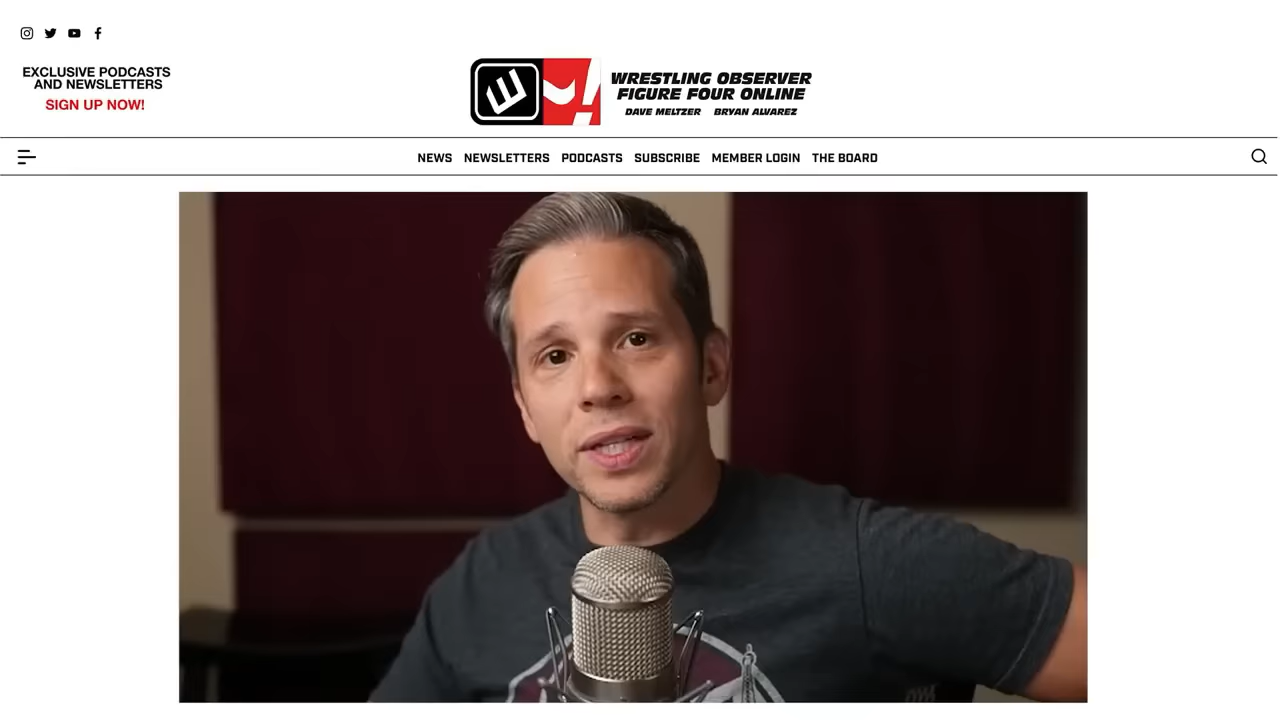 EXCLUSIVE PODCASTS
AND NEWSLETTERS
SIGN UP NOW!
WRESTLING OBSERVER
FIGURE FOUR ONLINE
DAVE MELTZER BRYAN ALVAREZ
NEWS NEWSLETTERS PODCASTS SUBSCRIBE MEMBER LOGIN THE BOARD